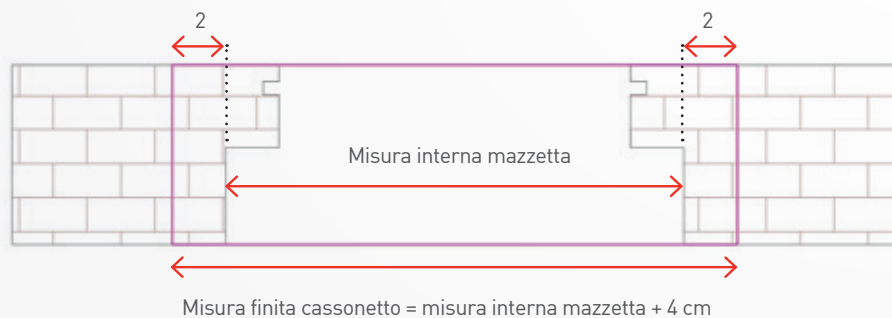 2 2
Misura interna mazzetta
Misura finita cassonetto = misura interna mazzetta + 4 cm